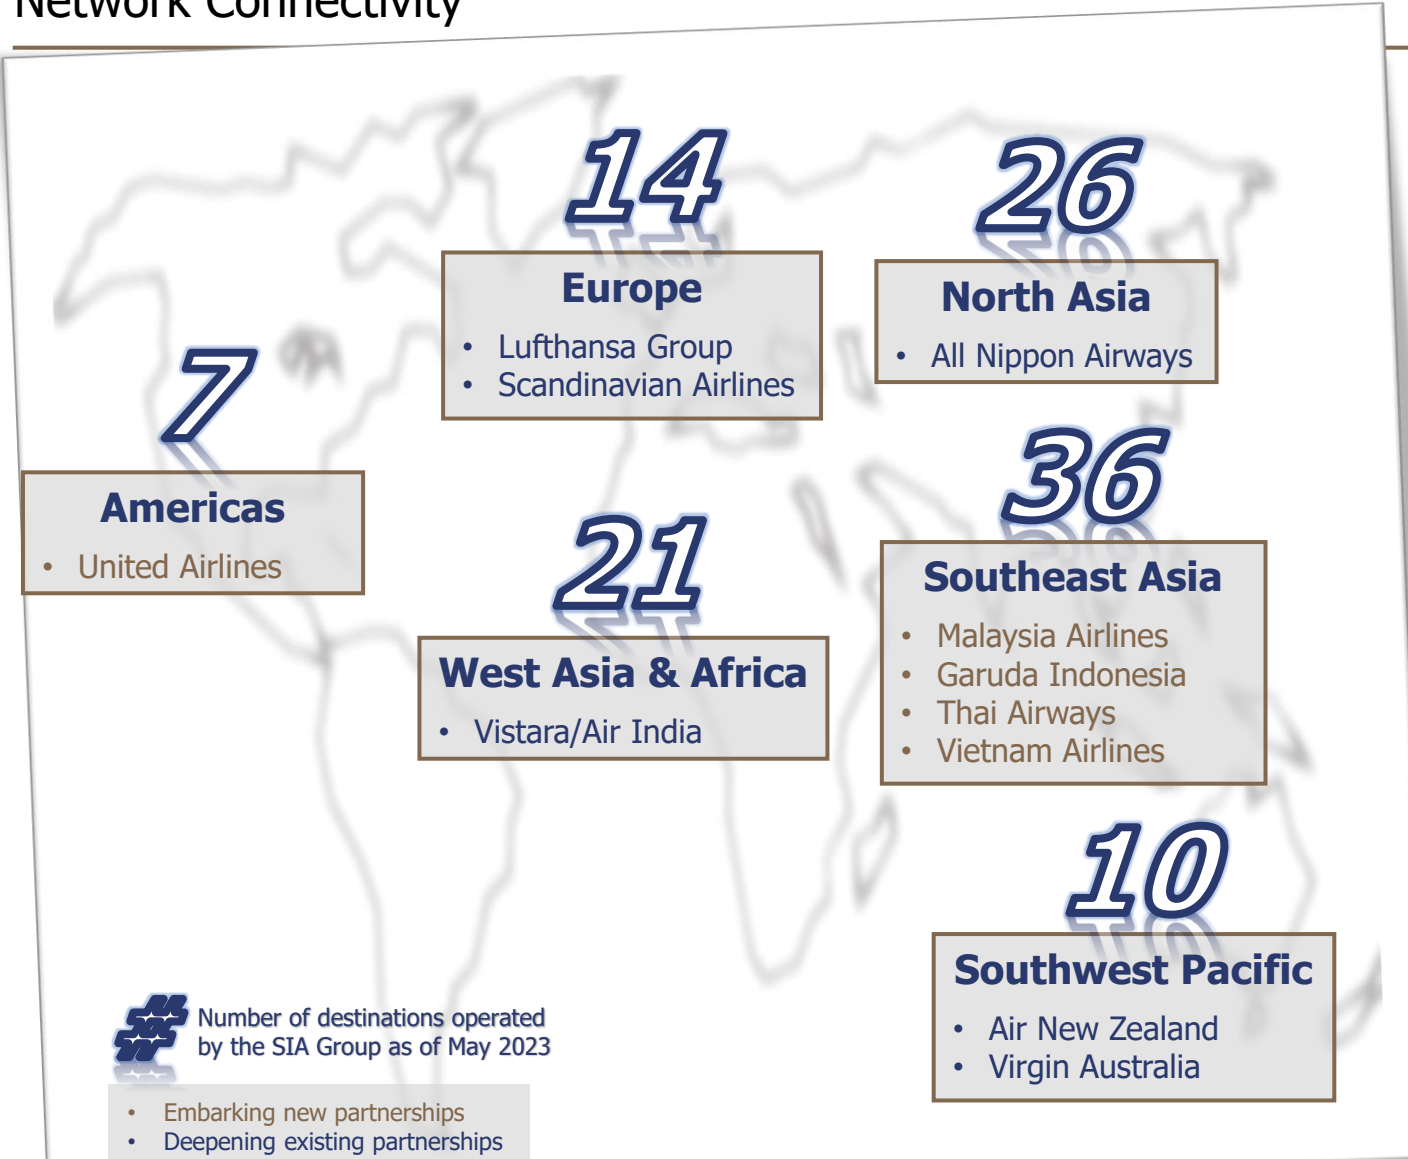 Network Connectivity
14
Europe
• Lufthansa Group
• Scandinavian Airlines
26
North Asia
• All Nippon Airways
7
Americas
• United Airlines
21
West Asia & Africa
• Vistara/Air India
36
Southeast Asia
• Malaysia Airlines
• Garuda Indonesia
• Thai Airways
• Vietnam Airlines
10
Southwest Pacific
• Air New Zealand
• Virgin Australia
# Number of destinations operated
by the SIA Group as of May 2023
• Embarking new partnerships
• Deepening existing partnerships